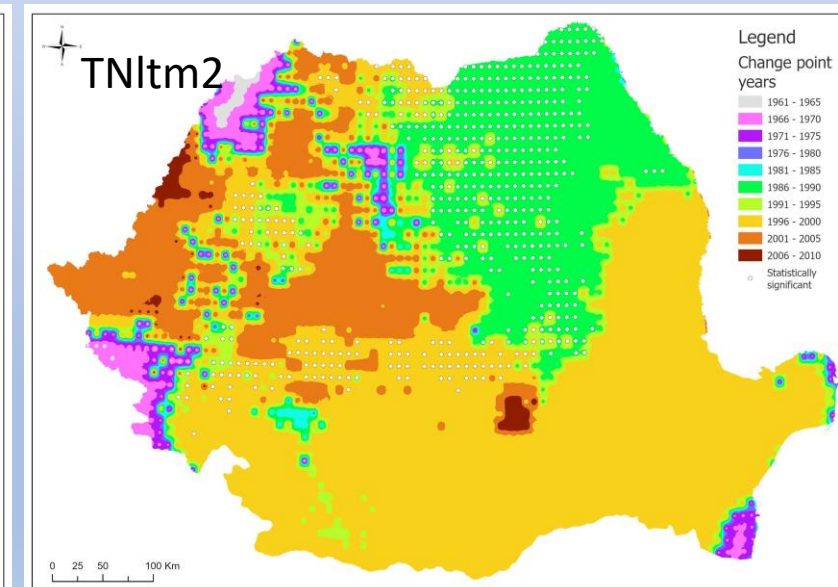 TNltm2
Legend
Change point
years
1961 - 1965
1966 - 1970
1971 - 1975
1976 - 1980
1981 - 1985
1986 - 1990
1991 - 1995
1996 - 2000
2001 - 2005
2006 - 2010
Statistically
significant
0 25 50 100 Km